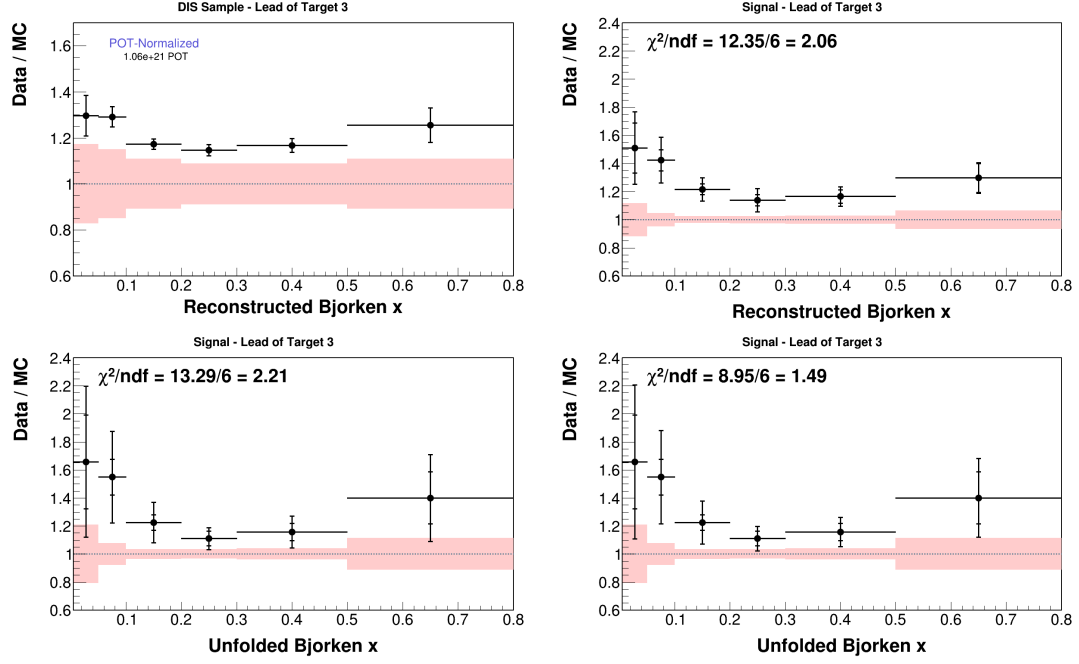 DIS Sample - Lead of Target 3
Data / MC
POT-Normalized
1.06e+21 POT
1.6
1.4
1.2
1
0.8
0.6
0.1 0.2 0.3 0.4 0.5 0.6 0.7 0.8
Reconstructed Bjorken x
Signal - Lead of Target 3
Data / MC
χ²/ndf = 12.35/6 = 2.06
2.4
2.2
2
1.8
1.6
1.4
1.2
1
0.8
0.6
0.1 0.2 0.3 0.4 0.5 0.6 0.7 0.8
Reconstructed Bjorken x
Signal - Lead of Target 3
Data / MC
χ²/ndf = 13.29/6 = 2.21
2.4
2.2
2
1.8
1.6
1.4
1.2
1
0.8
0.6
0.1 0.2 0.3 0.4 0.5 0.6 0.7 0.8
Unfolded Bjorken x
Signal - Lead of Target 3
Data / MC
χ²/ndf = 8.95/6 = 1.49
2.4
2.2
2
1.8
1.6
1.4
1.2
1
0.8
0.6
0.1 0.2 0.3 0.4 0.5 0.6 0.7 0.8
Unfolded Bjorken x